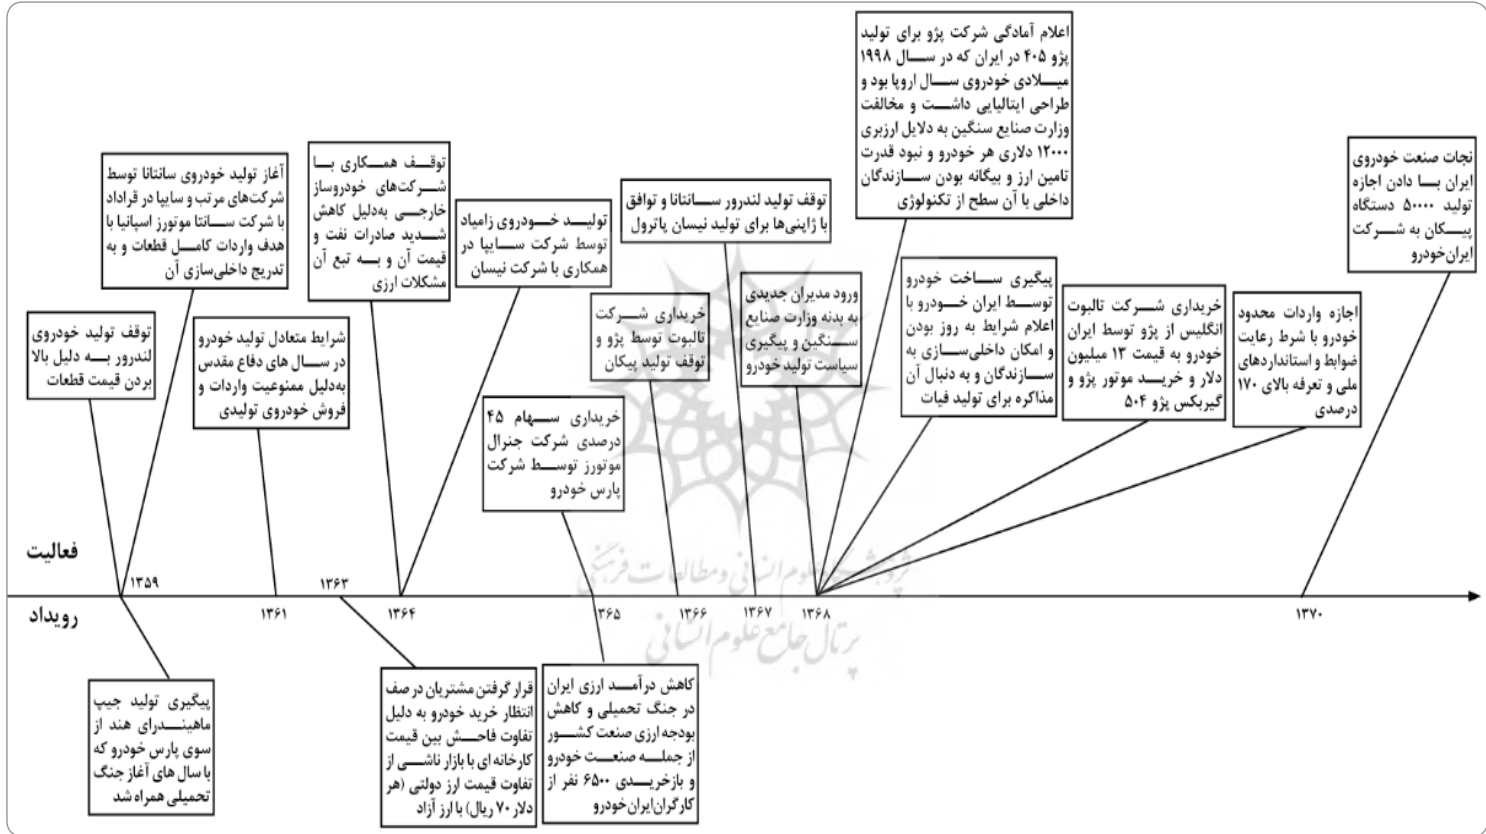 اعلام آمادگی شرکت پژو برای تولید
پژو ۴۰۵ در ایران که در سال ۱۹۹۸
میلادی خودروی سال اروپا بود و
طراحی ایتالیایی داشت و مخالفت
وزارت صنایع سنگین به دلایل ارزبری
۱۲۰۰۰ دلاری هر خودرو و نبود قدرت
تامین ارز و بیگانه بودن سازندگان
داخلی با آن سطح از تکنولوژی
نجات صنعت خودروی
ایران با دادن اجازه
تولید ۵۰۰۰۰ دستگاه
پیکان به شرکت
ایران‌خودرو
توقف همکاری با
شرکت‌های خودروساز
خارجی به‌دلیل کاهش
شدید صادرات نفت و
قیمت آن و به تبع آن
مشکلات ارزی
آغاز تولید خودروی سانتانا توسط
شرکت‌های مرتب و سایپا در قراداد
با شرکت سانتا موتورز اسپانیا با
هدف واردات کامل قطعات و به
تدریج داخلی‌سازی آن
توقف تولید لندرور سانتانا و توافق
با ژاپنی‌ها برای تولید نیسان پاترول
تولید خودروی زامیاد
توسط شرکت سایپا در
همکاری با شرکت نیسان
پیگیری ساخت خودرو
توسط ایران خودرو با
اعلام شرایط به روز بودن
و امکان داخلی‌سازی به
سازندگان و به دنبال آن
مذاکره برای تولید فیات
ورود مدیران جدیدی
به بدنه وزارت صنایع
سنگین و پیگیری
سیاست تولید خودرو
خریداری شرکت تالبوت
انگلیس از پژو توسط ایران
خودرو به قیمت ۱۳ میلیون
دلار و خرید موتور پژو و
گیربکس پژو ۵۰۴
اجازه واردات محدود
خودرو با شرط رعایت
ضوابط و استانداردهای
ملی و تعرفه بالای ۱۷۰
درصدی
خریداری شرکت
تالبوت توسط پژو و
توقف تولید پیکان
توقف تولید خودروی
لندرور به دلیل بالا
بردن قیمت قطعات
شرایط متعادل تولید خودرو
در سال های دفاع مقدس
به‌دلیل ممنوعیت واردات و
فروش خودروی تولیدی
خریداری سهام ۴۵
درصدی شرکت جنرال
موتورز توسط شرکت
پارس خودرو
فعالیت
رویداد
۱۳۵۹
۱۳۶۱
۱۳۶۳
۱۳۶۴
۱۳۶۵
۱۳۶۶
۱۳۶۷
۱۳۶۸
۱۳۷۰
پژوهشگاه علوم انسانی و مطالعات فرهنگی
پرتال جامع علوم انسانی
پیگیری تولید جیپ
ماهیندرای هند از
سوی پارس خودرو که
با سال های آغاز جنگ
تحمیلی همراه شد
قرار گرفتن مشتریان در صف
انتظار خرید خودرو به دلیل
تفاوت فاحش بین قیمت
کارخانه ای با بازار ناشی از
تفاوت قیمت ارز دولتی (هر
دلار ۷۰ ریال) با ارز آزاد
کاهش درآمد ارزی ایران
در جنگ تحمیلی و کاهش
بودجه ارزی صنعت کشور
از جمله صنعت خودرو
و بازخریدی ۶۵۰۰ نفر از
کارگران‌ایران‌خودرو